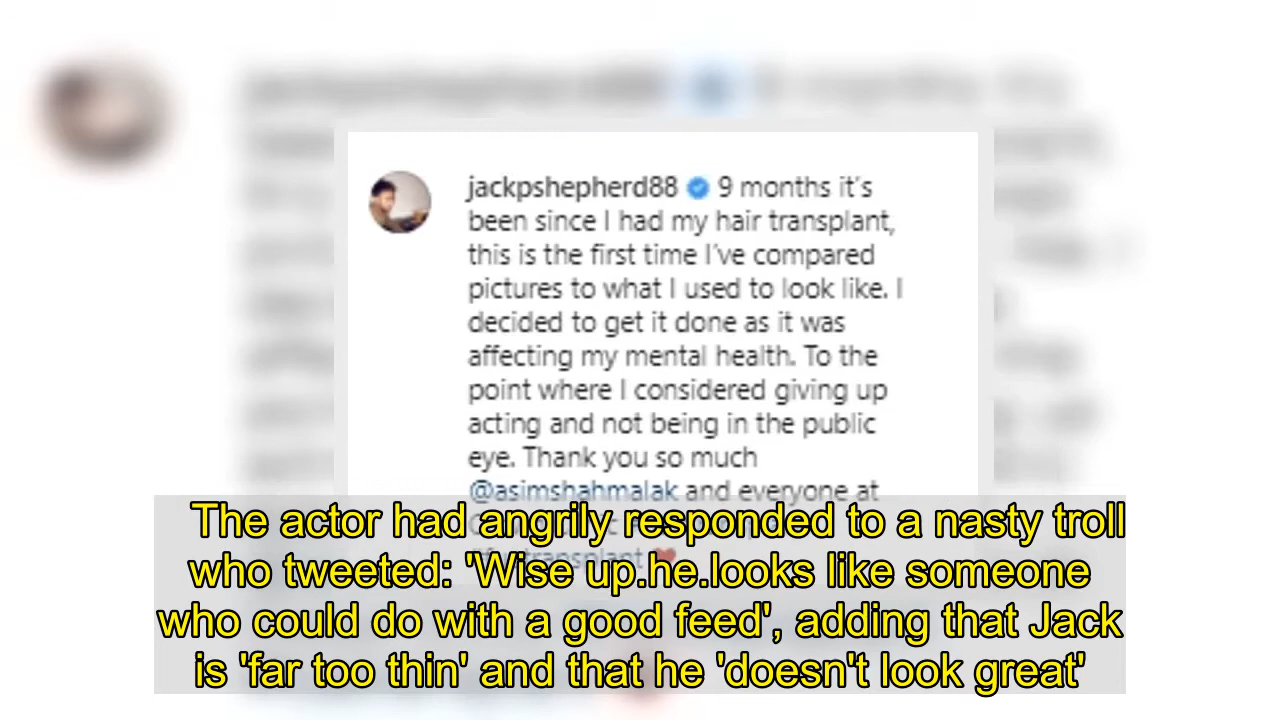 jackpshepherd88 9 months it's
been since I had my hair transplant,
this is the first time I've compared
pictures to what I used to look like. I
decided to get it done as it was
affecting my mental health. To the
point where I considered giving up
acting and not being in the public
eye. Thank you so much
@asimshahmalak and everyone at
The actor had angrily responded to a nasty troll
who tweeted: 'Wise up.he.looks like someone
who could do with a good feed', adding that Jack
is 'far too thin' and that he 'doesn't look great'